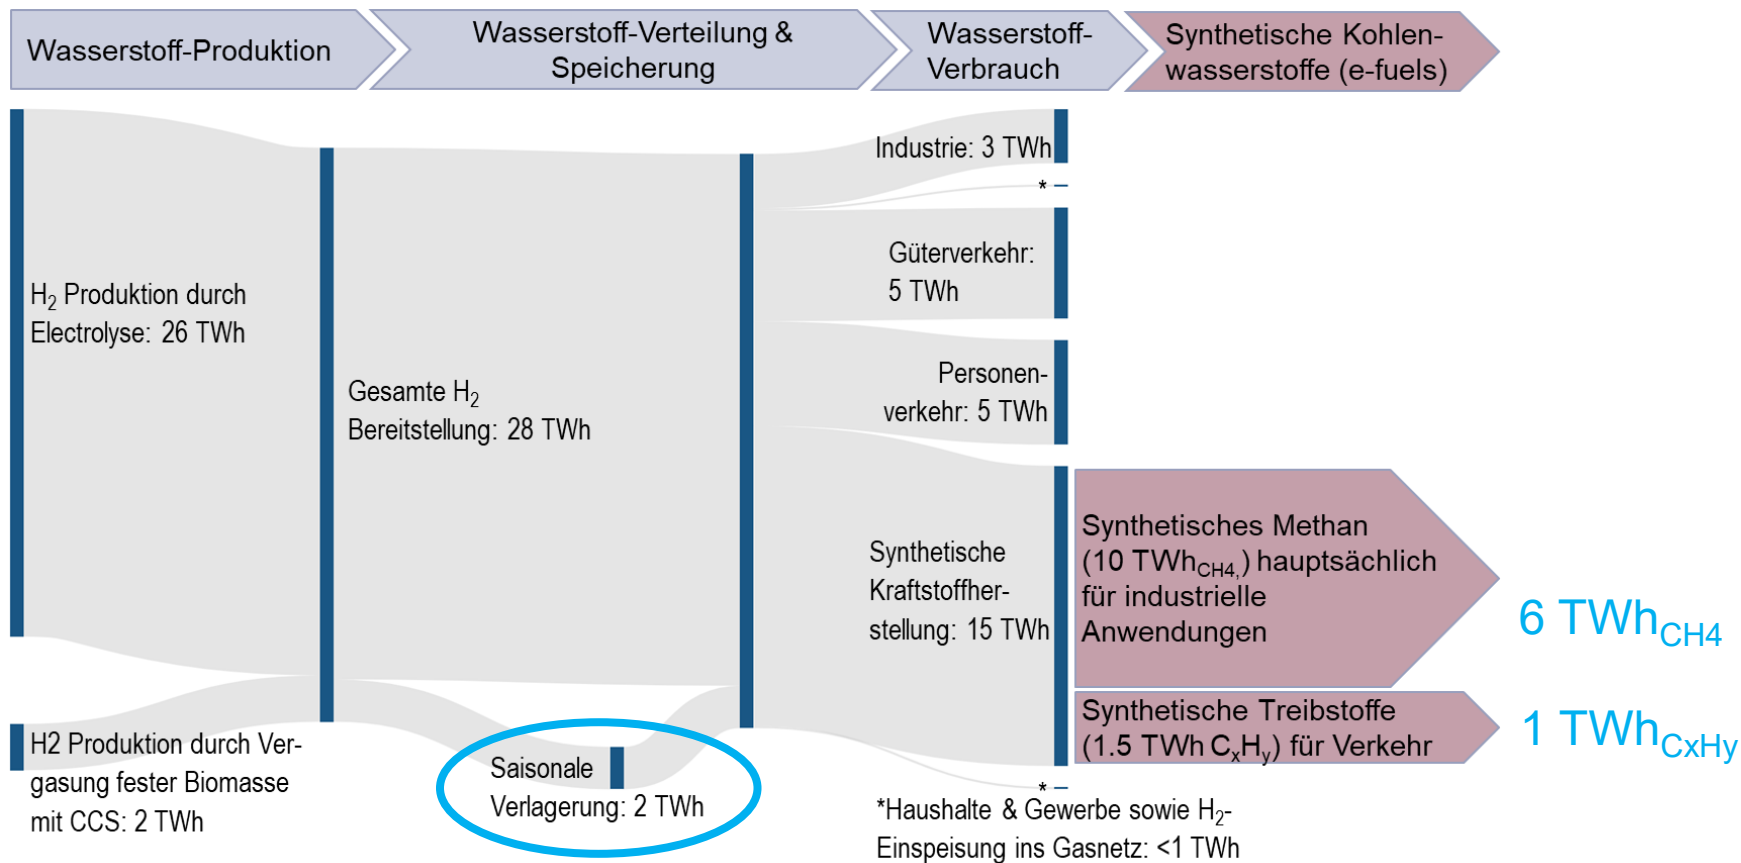 Wasserstoff-Produktion
Wasserstoff-Verteilung &
Speicherung
Wasserstoff-
Verbrauch
Synthetische Kohlen-
wasserstoffe (e-fuels)
H2 Produktion durch
Electrolyse: 26 TWh
H2 Produktion durch Ver-
gasung fester Biomasse
mit CCS: 2 TWh
Gesamte H2
Bereitstellung: 28 TWh
Saisonale
Verlagerung: 2 TWh
Industrie: 3 TWh
*
Güterverkehr:
5 TWh
Personen-
verkehr: 5 TWh
Synthetische
Kraftstoffher-
stellung: 15 TWh
*
*Haushalte & Gewerbe sowie H2-
Einspeisung ins Gasnetz: <1 TWh
Synthetisches Methan
(10 TWhCH4,) hauptsächlich
für industrielle
Anwendungen
Synthetische Treibstoffe
(1.5 TWh CxHy) für Verkehr
6 TWhCH4
1 TWhCxHy